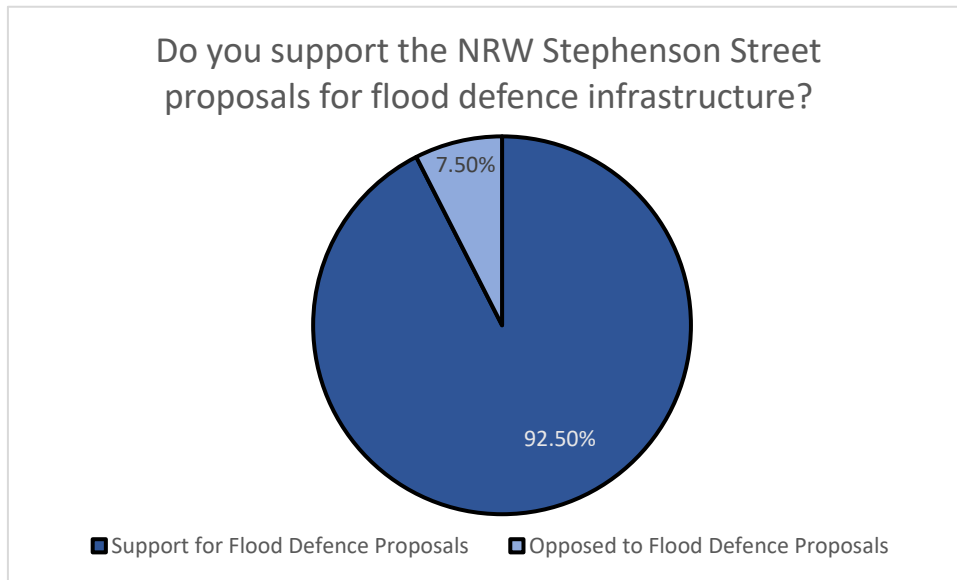 Do you support the NRW Stephenson Street
proposals for flood defence infrastructure?
7.50%
92.50%
Support for Flood Defence Proposals
Opposed to Flood Defence Proposals